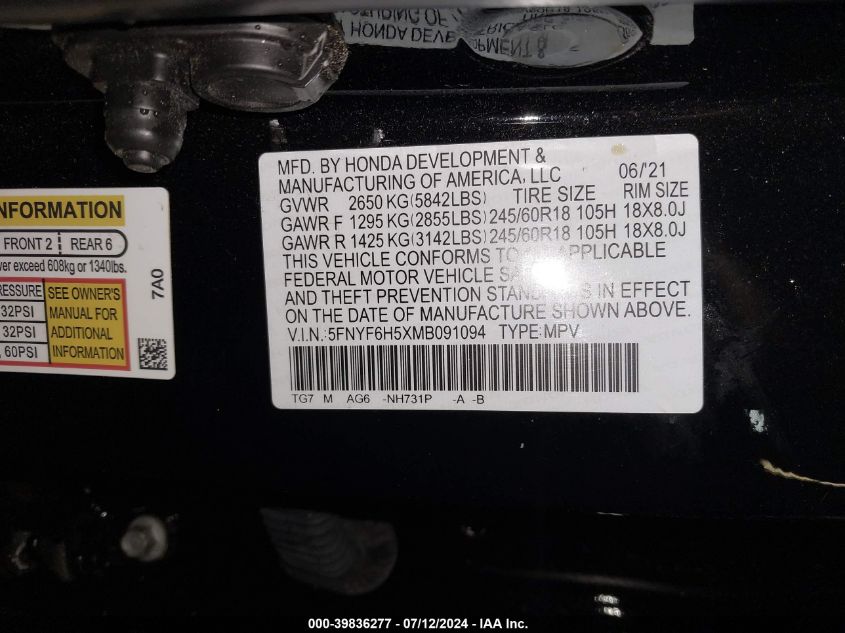 MFD. BY HONDA DEVELOPMENT &
MANUFACTURING OF AMERICA, LLC 06/'21
GVWR 2650 KG(5842LBS) TIRE SIZE RIM SIZE
GAWR F 1295 KG(2855LBS) 245/60R18 105H 18X8.0J
GAWR R 1425 KG(3142LBS) 245/60R18 105H 18X8.0J
THIS VEHICLE CONFORMS TO APPLICABLE
FEDERAL MOTOR VEHICLE
AND THEFT PREVENTION IN EFFECT
ON THE DATE OF MANUFACTURE SHOWN ABOVE.
V.I.N.:5FNYF6H5XMB091094 TYPE:MPV
TG7 M AG6 -NH731P -A -B
INFORMATION
FRONT 2 REAR 6
exceed 608kg or 1340lbs.
SEE OWNER'S
MANUAL FOR
ADDITIONAL
INFORMATION
32PSI
32PSI
60PSI
7A0
HONDA DEVE
000-39836277 - 07/12/2024 - IAA Inc.